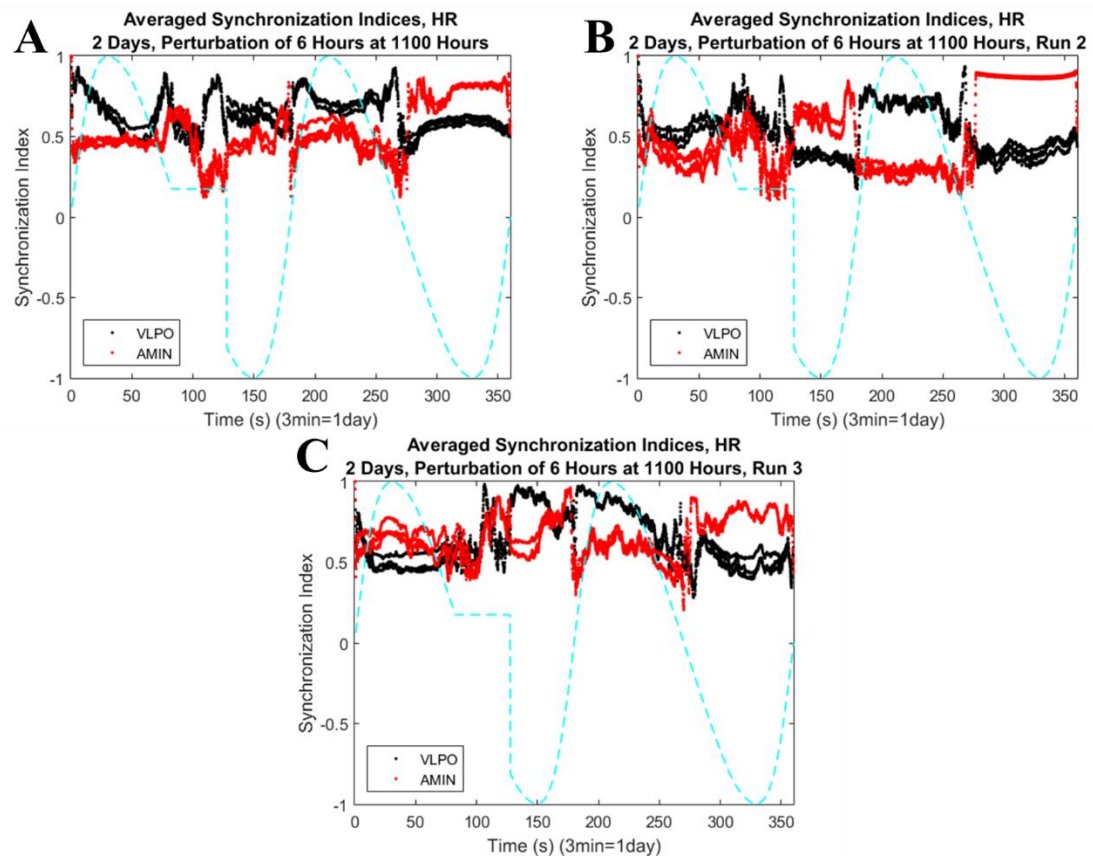 A
Averaged Synchronization Indices, HR
2 Days, Perturbation of 6 Hours at 1100 Hours
1
0.5
0
-0.5
-1
Synchronization Index
VLPO
AMIN
0 50 100 150 200 250 300 350
Time (s) (3min=1day)
B
Averaged Synchronization Indices, HR
2 Days, Perturbation of 6 Hours at 1100 Hours, Run 2
1
0.5
0
-0.5
-1
Synchronization Index
VLPO
AMIN
0 50 100 150 200 250 300 350
Time (s) (3min=1day)
C
Averaged Synchronization Indices, HR
2 Days, Perturbation of 6 Hours at 1100 Hours, Run 3
1
0.5
0
-0.5
-1
Synchronization Index
VLPO
AMIN
0 50 100 150 200 250 300 350
Time (s) (3min=1day)